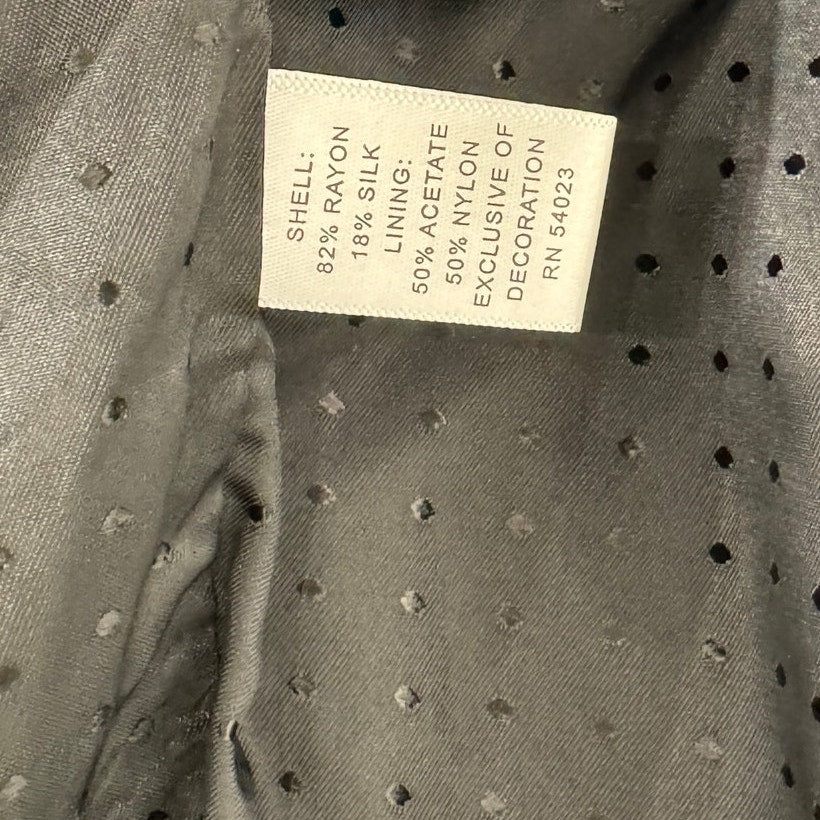 SHELL:
82% RAYON
18% SILK
LINING:
50% ACETATE
50% NYLON
EXCLUSIVE OF
DECORATION
RN 54023